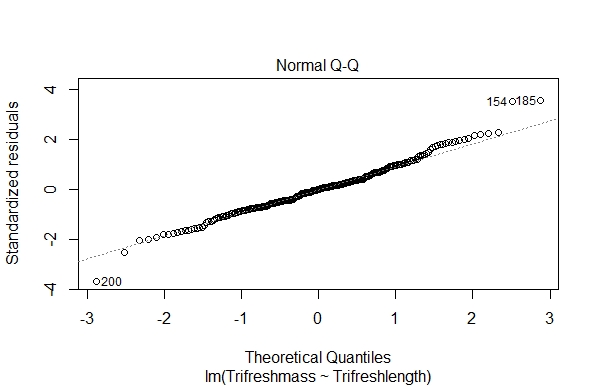 Normal Q-Q
4
2
0
-2
-4
Standardized residuals
154
185
200
-3 -2 -1 0 1 2 3
Theoretical Quantiles
lm(Trifreshmass ~ Trifreshlength)